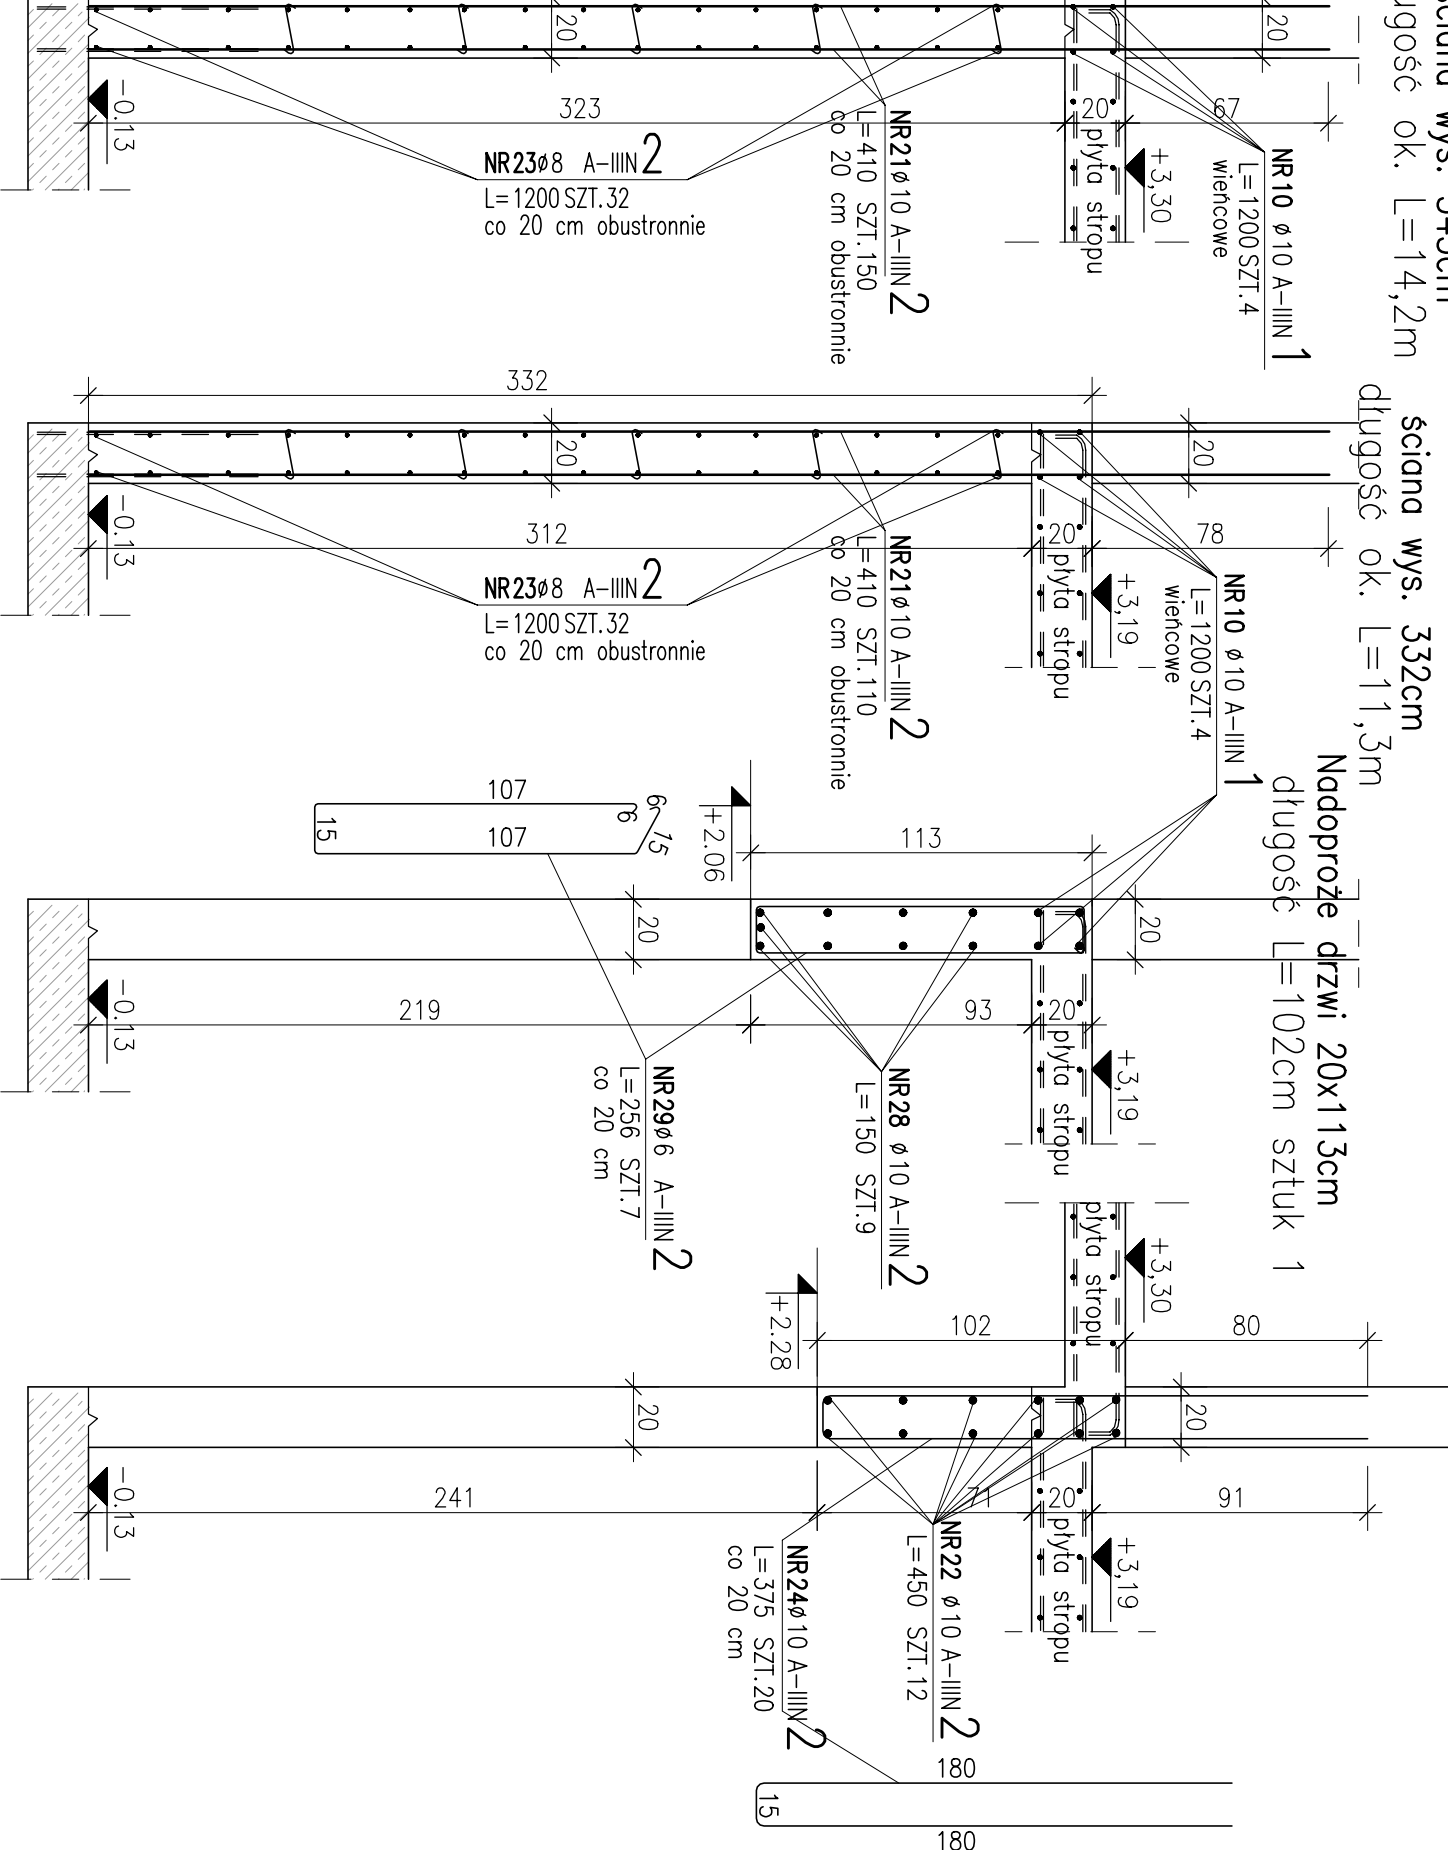 długość ok. L=14,2m
20
20
-0.13
323
20
67
płyta stropu
+3,30
NR23ø8 A-IIIN 2
L=1200 SZT.32
co 20 cm obustronnie
NR21ø10 A-IIIN 2
L=410 SZT.150
co 20 cm obustronnie
NR10 ø10 A-IIIN 1
L=1200 SZT.4
wieńcowe
ściana wys. 332cm
długość ok. L=11,3m
332
20
20
-0.13
312
20
78
płyta stropu
+3,19
NR23ø8 A-IIIN 2
L=1200 SZT.32
co 20 cm obustronnie
NR21ø10 A-IIIN 2
L=410 SZT.110
co 20 cm obustronnie
NR10 ø10 A-IIIN 1
L=1200 SZT.4
wieńcowe
Nadoproże drzwi 20x113cm
długość L=102cm sztuk 1
107
107
15
6
6
15
+2.06
113
20
20
-0.13
219
93
20
płyta stropu
+3,19
NR29ø6 A-IIIN 2
L=256 SZT.7
co 20 cm
NR28 ø10 A-IIIN 2
L=150 SZT.9
płyta stropu
+3,30
+2.28
102
80
20
20
-0.13
241
71
20
91
płyta stropu
+3,19
NR22 ø10 A-IIIN 2
L=450 SZT.12
NR24ø10 A-IIIN 2
L=375 SZT.20
co 20 cm
180
15
180